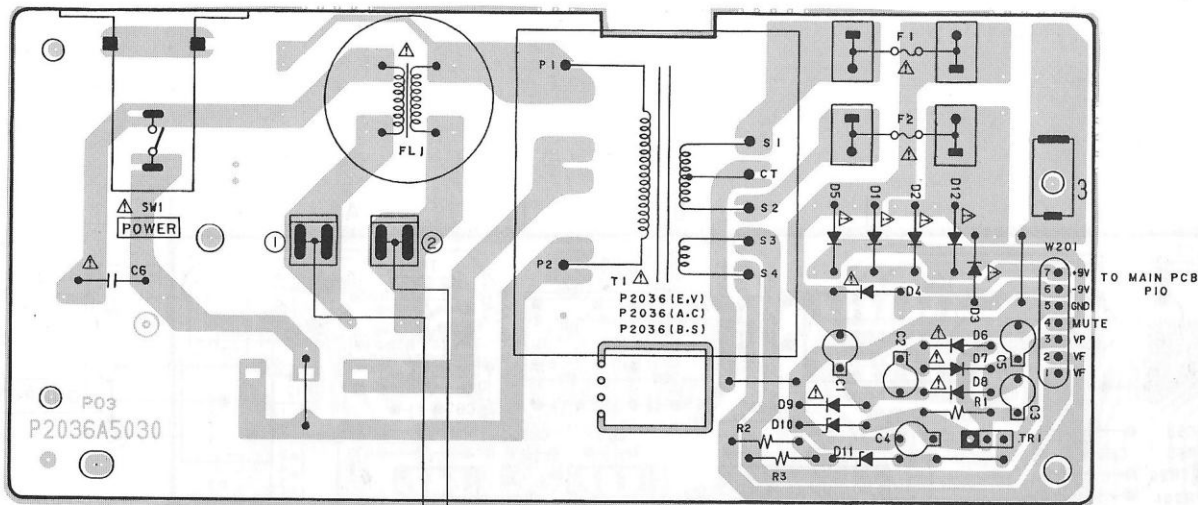 F1
P1
FL1
F2
S1
CT
S2
S3
S4
SW1
POWER
1
2
D5
D1
D2
D12
3
W201
P2
C6
T1
P2036(E,V)
P2036(A,C)
P2036(B·S)
D4
D3
7 +9V
6 -9V
5 GND
4 MUTE
3 VP
2 VF
1 VF
TO MAIN PCB
P10
C1
C2
D6
D7
D8
C5
R1
C3
D9
D10
P03
P2036A5030
R2
R3
D11
C4
TR1